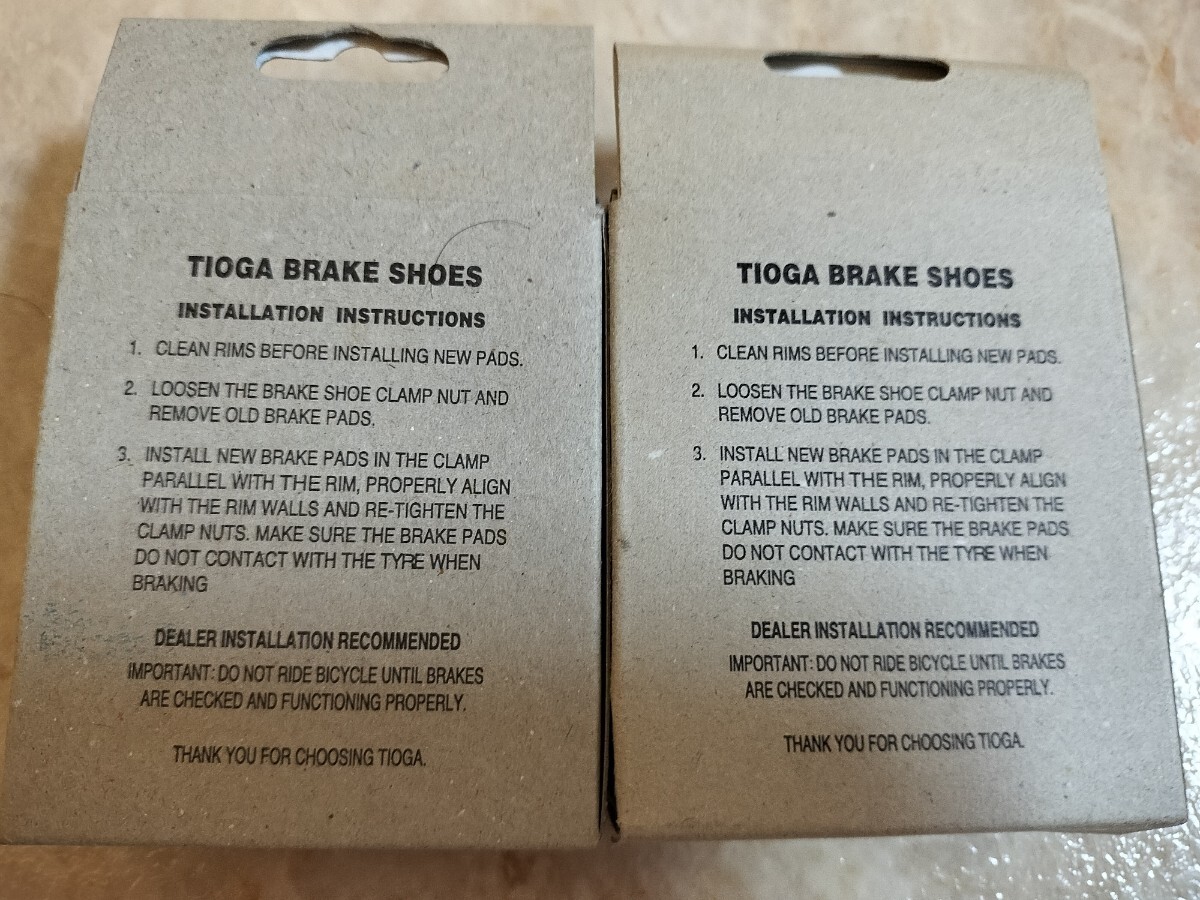 TIOGA BRAKE SHOES
INSTALLATION INSTRUCTIONS
1. CLEAN RIMS BEFORE INSTALLING NEW PADS.
2. LOOSEN THE BRAKE SHOE CLAMP NUT AND
REMOVE OLD BRAKE PADS.
3. INSTALL NEW BRAKE PADS IN THE CLAMP
PARALLEL WITH THE RIM, PROPERLY ALIGN
WITH THE RIM WALLS AND RE-TIGHTEN THE
CLAMP NUTS. MAKE SURE THE BRAKE PADS
DO NOT CONTACT WITH THE TYRE WHEN
BRAKING
DEALER INSTALLATION RECOMMENDED
IMPORTANT: DO NOT RIDE BICYCLE UNTIL BRAKES
ARE CHECKED AND FUNCTIONING PROPERLY.
THANK YOU FOR CHOOSING TIOGA.
TIOGA BRAKE SHOES
INSTALLATION INSTRUCTIONS
1. CLEAN RIMS BEFORE INSTALLING NEW PADS.
2. LOOSEN THE BRAKE SHOE CLAMP NUT AND
REMOVE OLD BRAKE PADS.
3. INSTALL NEW BRAKE PADS IN THE CLAMP
PARALLEL WITH THE RIM, PROPERLY ALIGN
WITH THE RIM WALLS AND RE-TIGHTEN THE
CLAMP NUTS. MAKE SURE THE BRAKE PADS
DO NOT CONTACT WITH THE TYRE WHEN
BRAKING
DEALER INSTALLATION RECOMMENDED
IMPORTANT: DO NOT RIDE BICYCLE UNTIL BRAKES
ARE CHECKED AND FUNCTIONING PROPERLY.
THANK YOU FOR CHOOSING TIOGA.